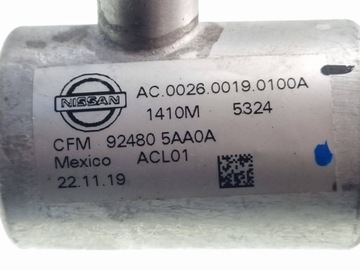 NISSAN
AC.0026.0019.0100A
1410M 5324
CFM 92480 5AA0A
Mexico ACL01
22.11.19